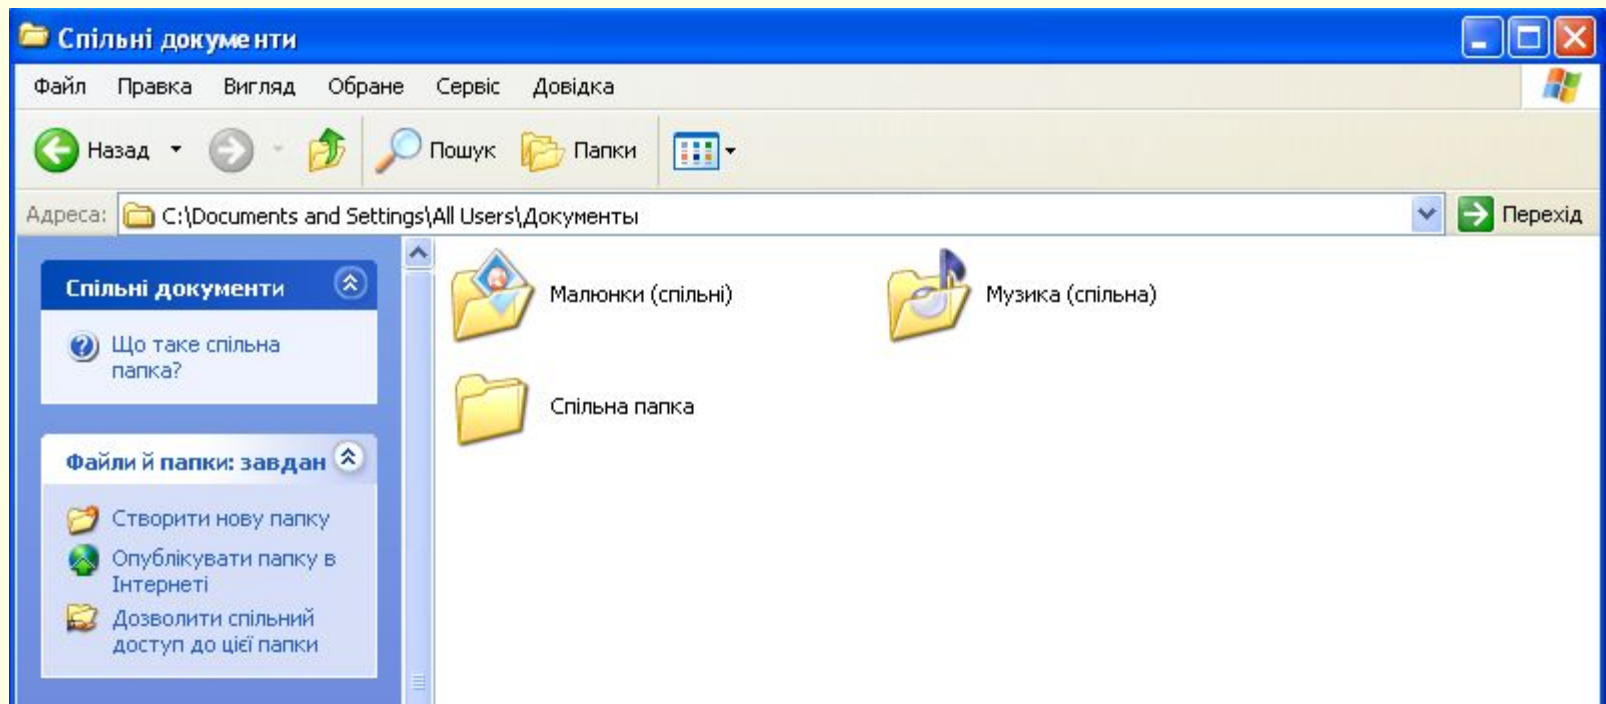 Спільні документи
Файл Правка Вигляд Обране Сервіс Довідка
Назад Пошук Папки
Адреса: C:\Documents and Settings\All Users\Документы Перехід
Спільні документи
Що таке спільна
папка?
Файли й папки: завдан
Створити нову папку
Опублікувати папку в
Інтернеті
Дозволити спільний
доступ до цієї папки
Малюнки (спільні)
Музика (спільна)
Спільна папка